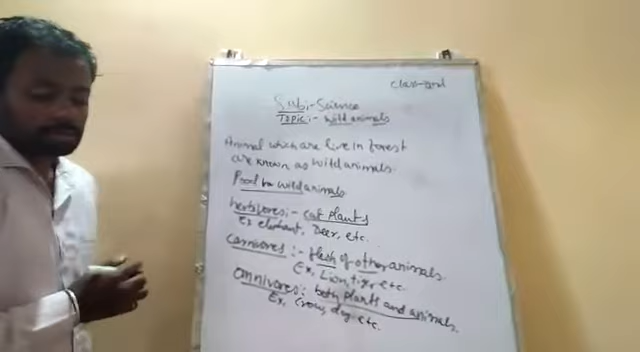 Class-2nd
Sub:-Science
Topic:- wild animals
Animal which are live in forest
are known as wild animals.
Food for wild animals
herbivores:- eat plants
Ex elephant, Deer, etc.
Carnivores:- flesh of other animals.
Ex, Lion, tiger etc.
Omnivores: both plants and animals.
Ex, Crow, dog etc.